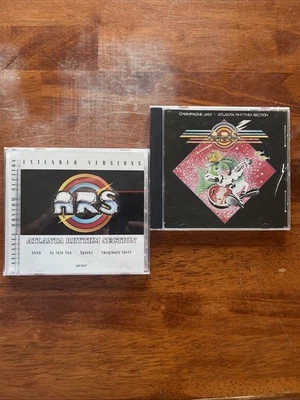 EXTENDED VERSIONS
ATLANTA RHYTHM SECTION
ARS
ATLANTA RHYTHM SECTION
So Into You · Spooky · Imaginary Lover
CHAMPAGNE JAM · ATLANTA RHYTHM SECTION